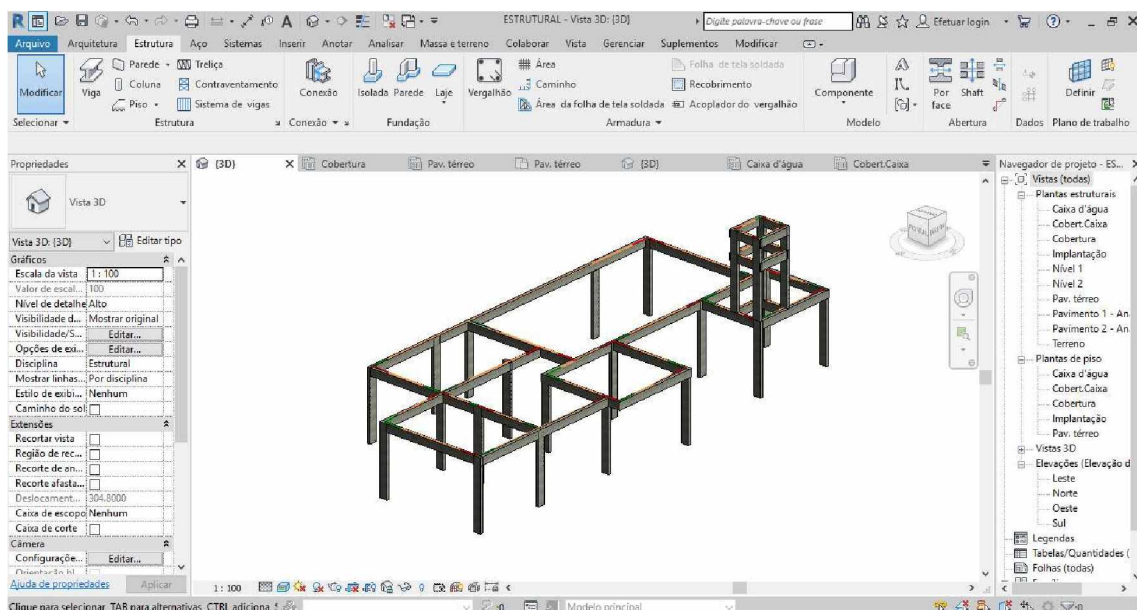 ESTRUTURAL - Vista 3D: {3D}
Digite palavra-chave ou frase
Efetuar login
Arquivo Arquitetura Estrutura Aço Sistemas Inserir Anotar Analisar Massa e terreno Colaborar Vista Gerenciar Suplementos Modificar
Modificar
Viga
Parede
Coluna
Piso
Treliça
Contraventamento
Sistema de vigas
Conexão
Isolada Parede Laje
Vergalhão
Área
Caminho
Área da folha de tela soldada
Folha de tela soldada
Recobrimento
Acoplador do vergalhão
Componente
Por face
Shaft
Definir
Selecionar Estrutura Conexão Fundação Armadura Modelo Abertura Dados Plano de trabalho
Propriedades
{3D} Cobertura Pav. térreo Pav. térreo {3D} Caixa d'água Cobert.Caixa
Vista 3D
Vista 3D: {3D} Editar tipo
Gráficos
Escala da vista 1 : 100
Valor de escal... 100
Nível de detalhe Alto
Visibilidade d... Mostrar original
Visibilidade/S... Editar...
Opções de exi... Editar...
Disciplina Estrutural
Mostrar linhas... Por disciplina
Estilo de exibi... Nenhum
Caminho do sol
Extensões
Recortar vista
Região de rec...
Recorte de an...
Recorte afasta...
Deslocament... 304.8000
Caixa de escopo Nenhum
Caixa de corte
Câmera
Configuraçõe... Editar...
Ajuda de propriedades Aplicar
1 : 100
Navegador de projeto - ES...
Vistas (todas)
Plantas estruturais
Caixa d'água
Cobert.Caixa
Cobertura
Implantação
Nível 1
Nível 2
Pav. térreo
Pavimento 1 - An
Pavimento 2 - An
Terreno
Plantas de piso
Caixa d'água
Cobert.Caixa
Cobertura
Implantação
Pav. térreo
Vistas 3D
Elevações (Elevação d
Leste
Norte
Oeste
Sul
Legendas
Tabelas/Quantidades (
Folhas (todas)
Clique para selecionar, TAB para alternativas, CTRL adiciona
:0
Modelo principal
:0